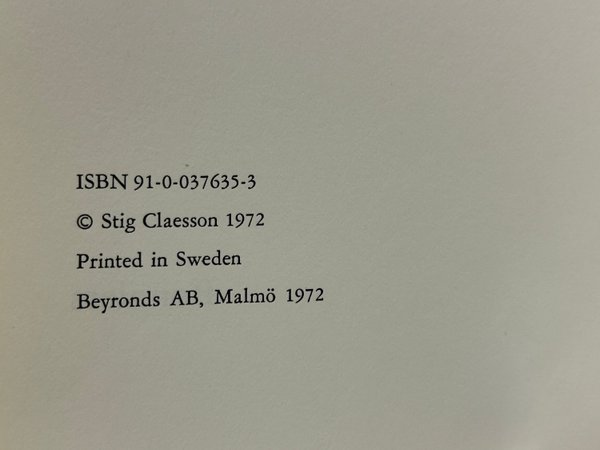 ISBN 91-0-037635-3
© Stig Claesson 1972
Printed in Sweden
Beyronds AB, Malmö 1972